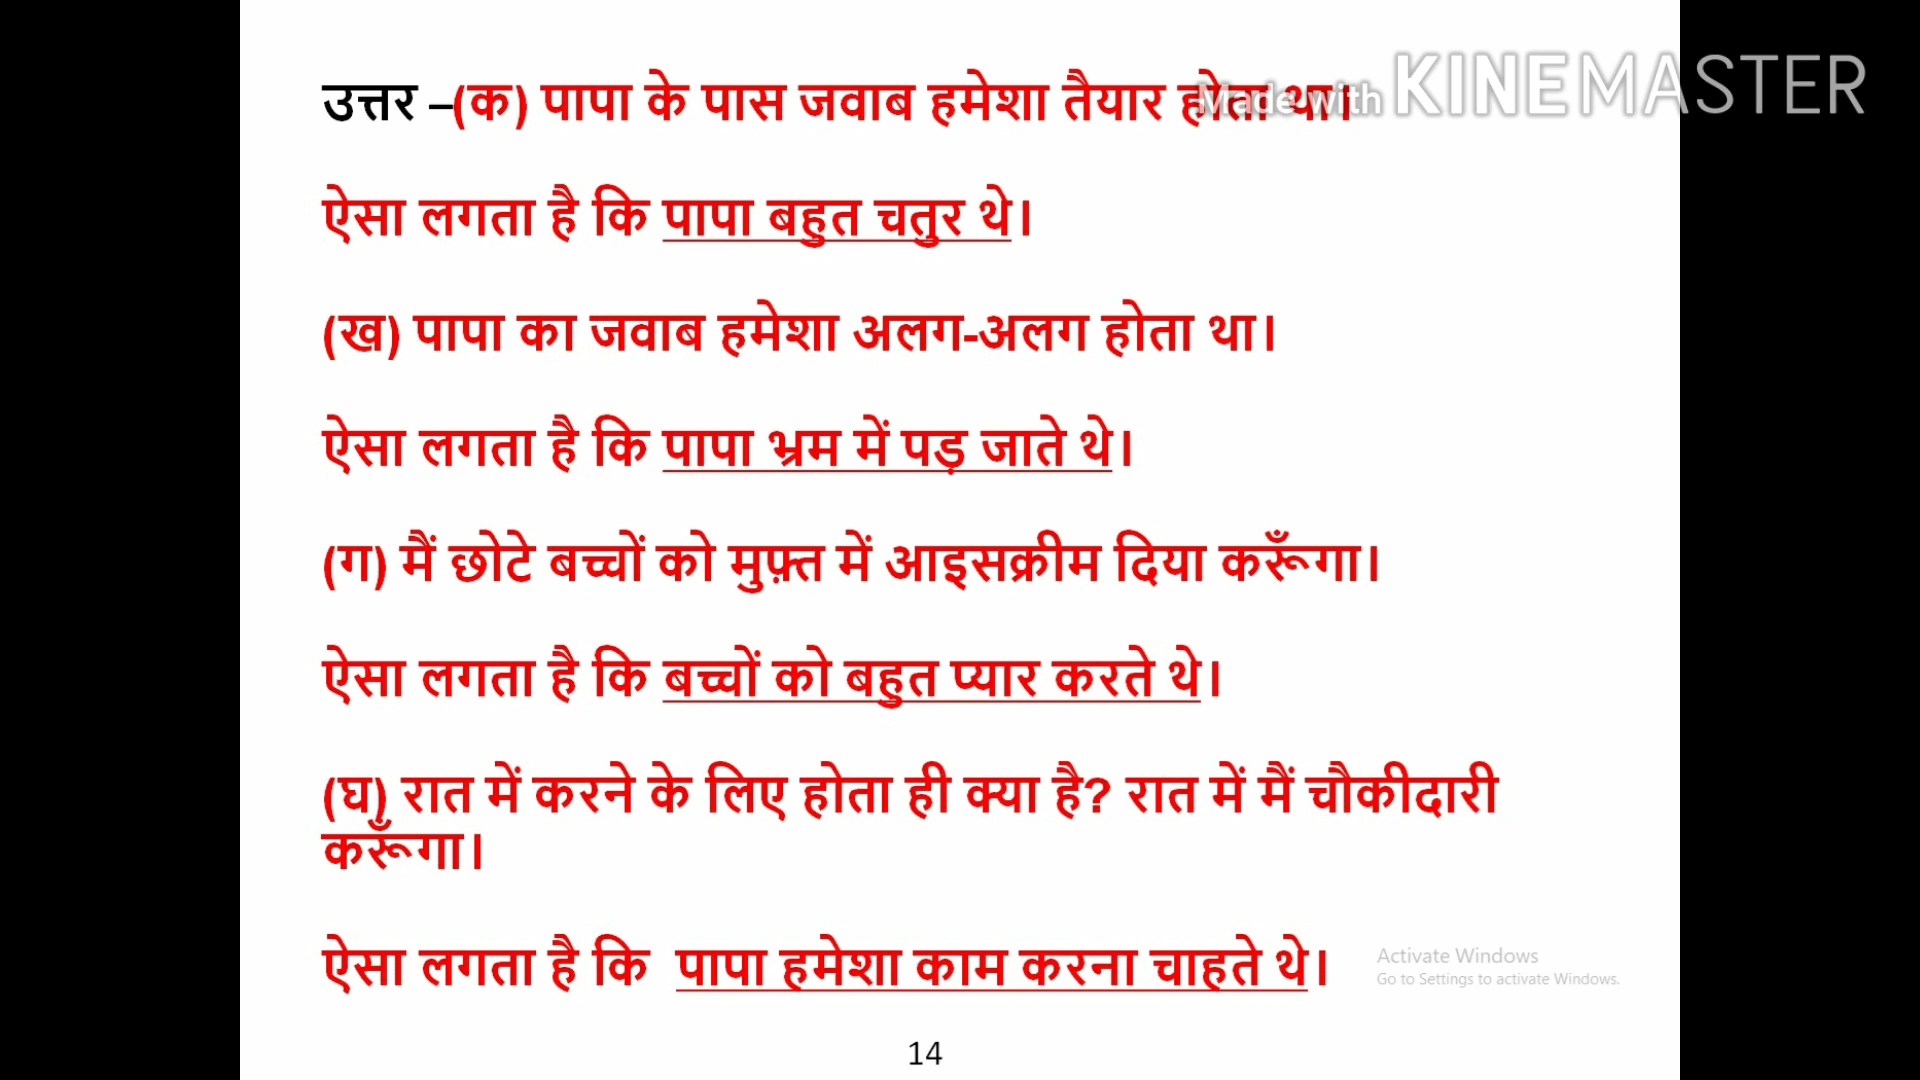 उत्तर –(क) पापा के पास जवाब हमेशा तैयार होता था।
Made with KINEMASTER
ऐसा लगता है कि पापा बहुत चतुर थे।
(ख) पापा का जवाब हमेशा अलग-अलग होता था।
ऐसा लगता है कि पापा भ्रम में पड़ जाते थे।
(ग) मैं छोटे बच्चों को मुफ़्त में आइसक्रीम दिया करूँगा।
ऐसा लगता है कि बच्चों को बहुत प्यार करते थे।
(घ) रात में करने के लिए होता ही क्या है? रात में मैं चौकीदारी
करूँगा।
ऐसा लगता है कि पापा हमेशा काम करना चाहते थे।
Activate Windows
Go to Settings to activate Windows.
14